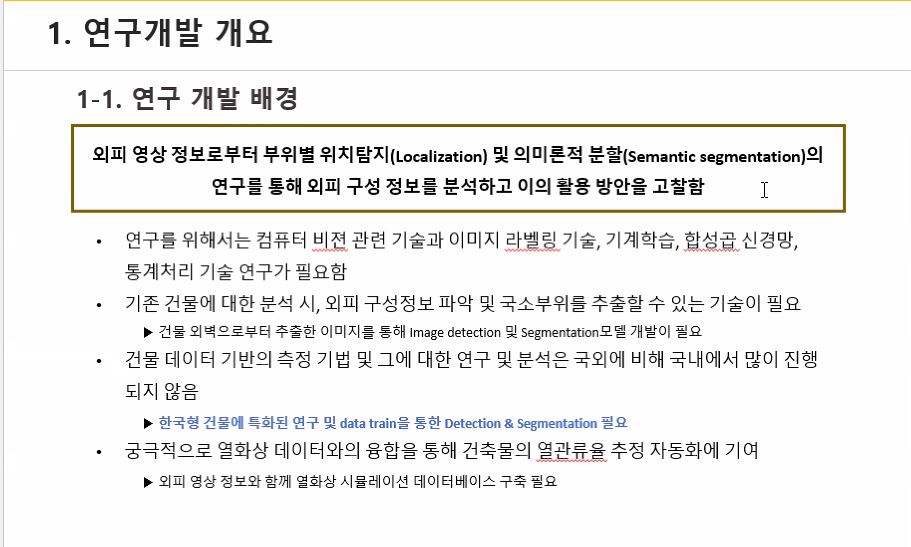 1. 연구개발 개요
1-1. 연구 개발 배경
외피 영상 정보로부터 부위별 위치탐지(Localization) 및 의미론적 분할(Semantic segmentation)의
연구를 통해 외피 구성 정보를 분석하고 이의 활용 방안을 고찰함
• 연구를 위해서는 컴퓨터 비젼 관련 기술과 이미지 라벨링 기술, 기계학습, 합성곱 신경망,
통계처리 기술 연구가 필요함
• 기존 건물에 대한 분석 시, 외피 구성정보 파악 및 국소부위를 추출할 수 있는 기술이 필요
▶ 건물 외벽으로부터 추출한 이미지를 통해 Image detection 및 Segmentation모델 개발이 필요
• 건물 데이터 기반의 측정 기법 및 그에 대한 연구 및 분석은 국외에 비해 국내에서 많이 진행
되지 않음
▶ 한국형 건물에 특화된 연구 및 data train을 통한 Detection & Segmentation 필요
• 궁극적으로 열화상 데이터와의 융합을 통해 건축물의 열관류율 추정 자동화에 기여
▶ 외피 영상 정보와 함께 열화상 시뮬레이션 데이터베이스 구축 필요